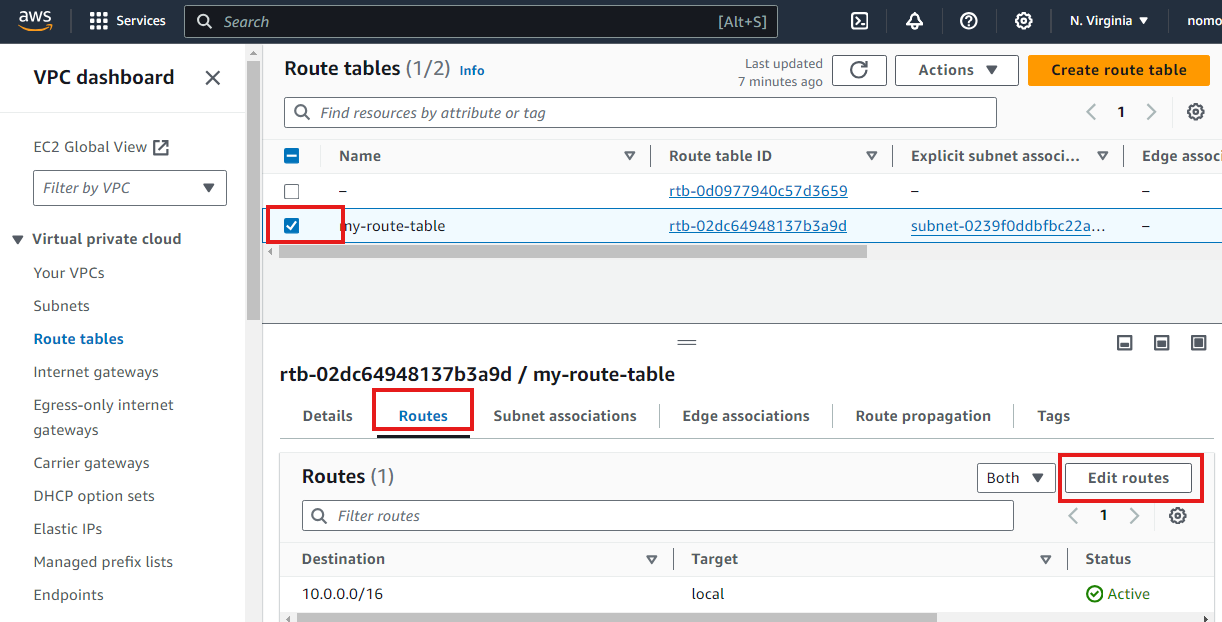 aws
Services
Search [Alt+S]
N. Virginia
nomo
VPC dashboard
EC2 Global View
Filter by VPC
Virtual private cloud
Your VPCs
Subnets
Route tables
Internet gateways
Egress-only internet
gateways
Carrier gateways
DHCP option sets
Elastic IPs
Managed prefix lists
Endpoints
Route tables (1/2) Info
Last updated
7 minutes ago
Actions
Create route table
Find resources by attribute or tag
1
Name Route table ID Explicit subnet associ... Edge assoc
– rtb-0d0977940c57d3659 – –
my-route-table rtb-02dc64948137b3a9d subnet-0239f0ddbfbc22a... –
rtb-02dc64948137b3a9d / my-route-table
Details Routes Subnet associations Edge associations Route propagation Tags
Routes (1)
Both
Edit routes
Filter routes
1
Destination Target Status
10.0.0.0/16 local Active